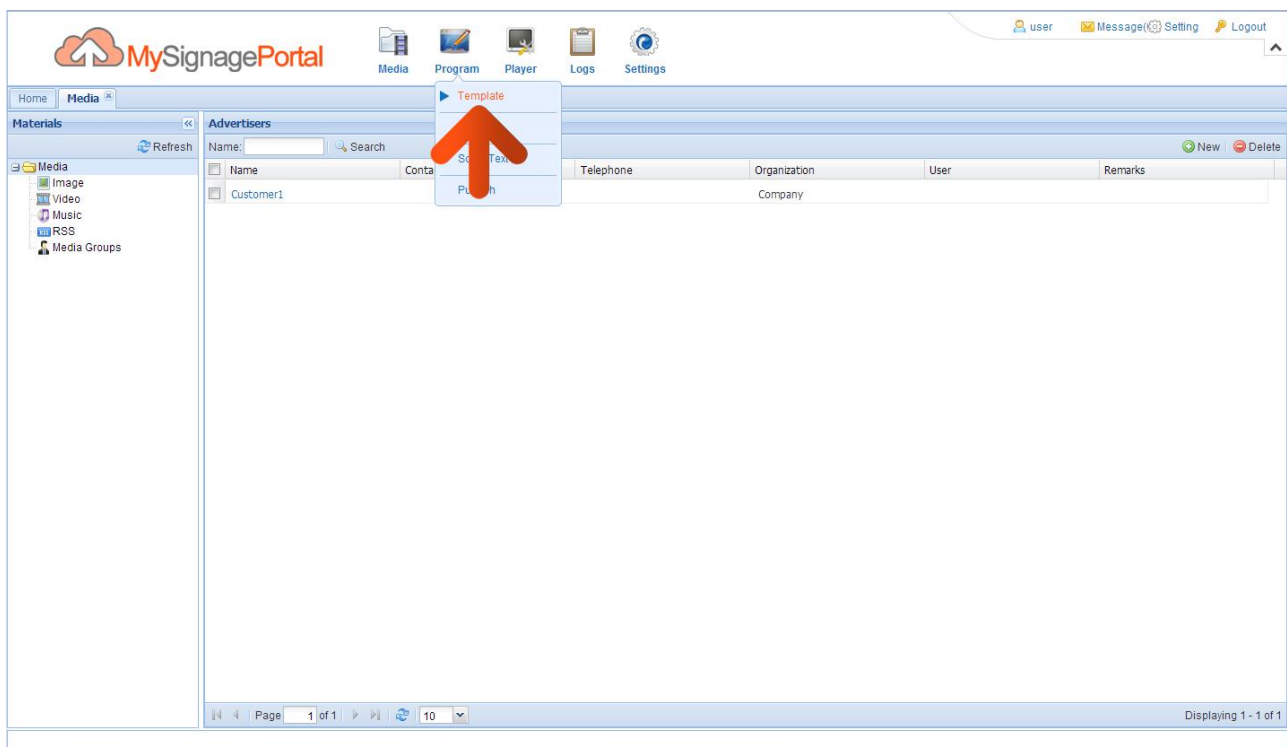 user Message( Setting Logout
MySignagePortal
Media Program Player Logs Settings
Home Media
Template
Materials
Advertisers
Refresh
Name: Search
New Delete
Name Telephone Organization User Remarks
Customer1 Company
Media
Image
Video
Music
RSS
Media Groups
Page 1 of 1 10
Displaying 1 - 1 of 1